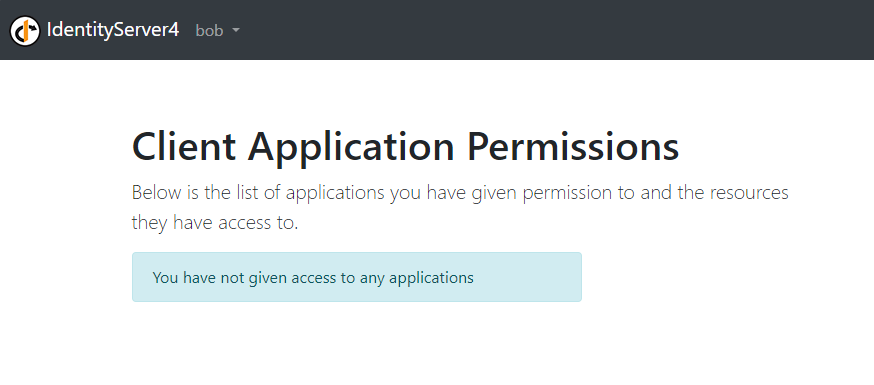 IdentityServer4 bob
Client Application Permissions
Below is the list of applications you have given permission to and the resources
they have access to.
You have not given access to any applications